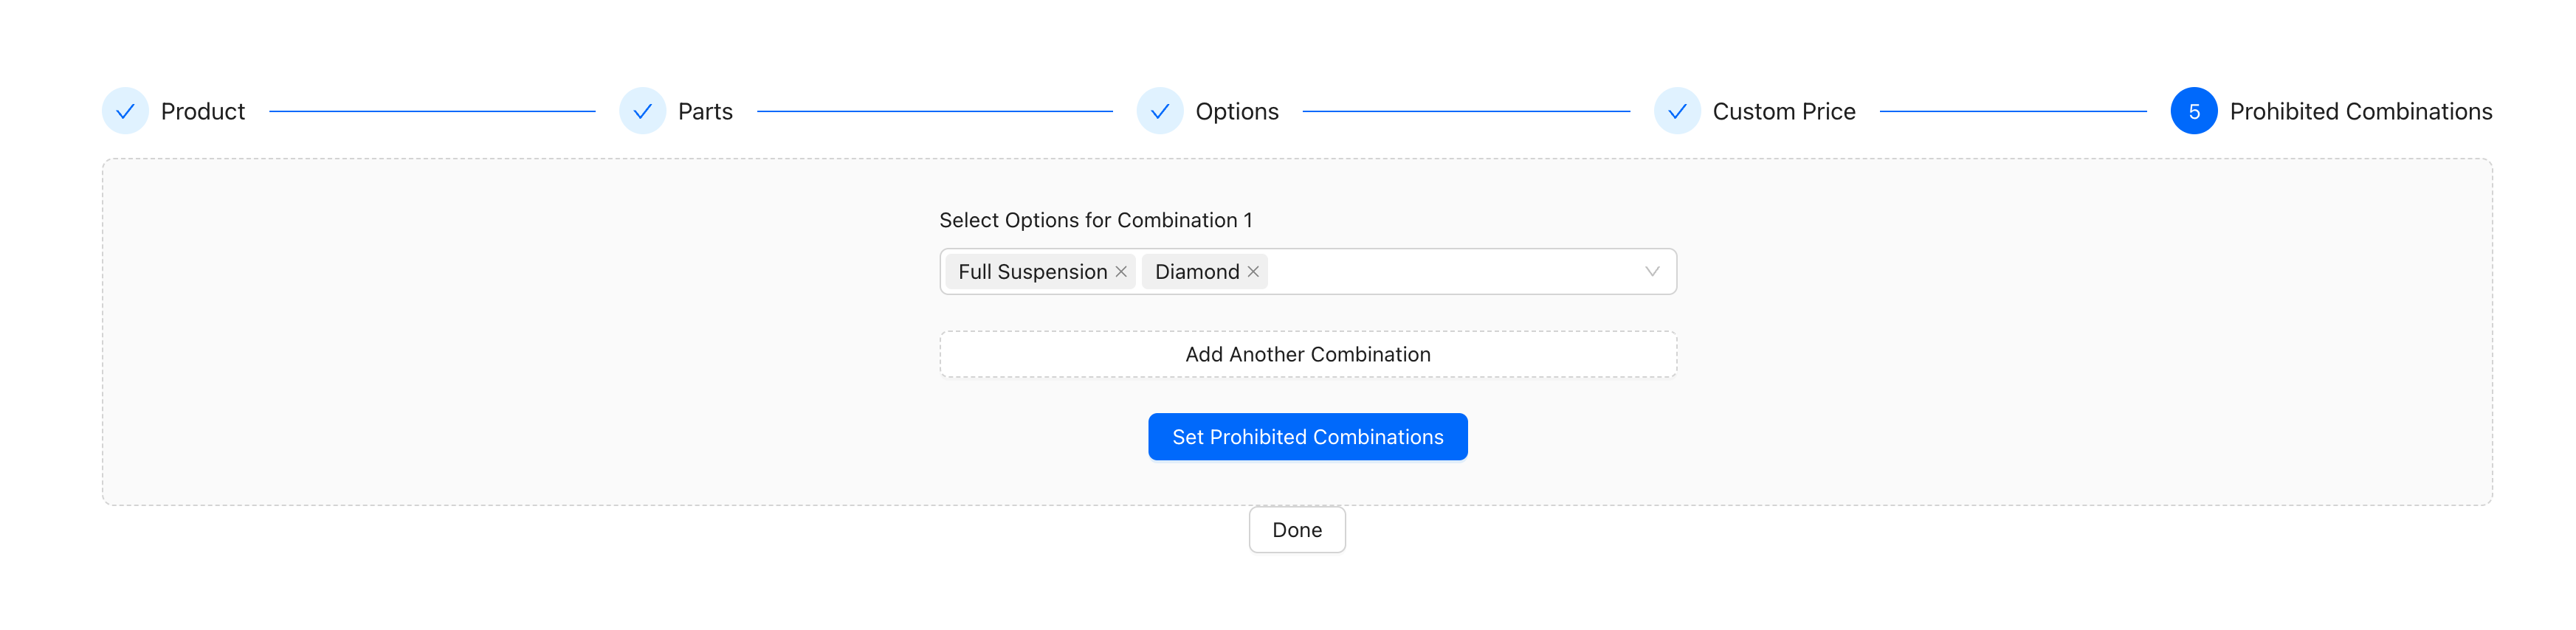 Product Parts Options Custom Price 5 Prohibited Combinations
Select Options for Combination 1
Full Suspension Diamond
Add Another Combination
Set Prohibited Combinations
Done